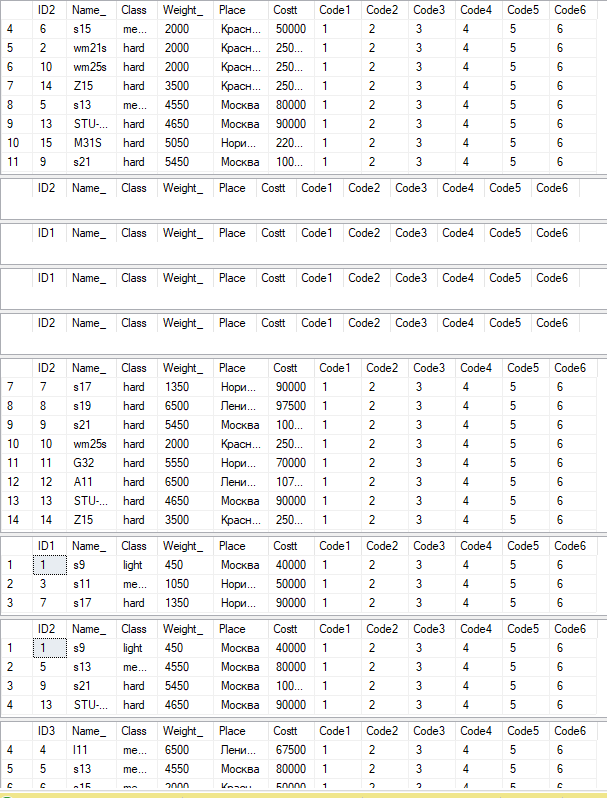 ID2 Name_ Class Weight_ Place Costt Code1 Code2 Code3 Code4 Code5 Code6
4 6 s15 me... 2000 Красн... 50000 1 2 3 4 5 6
5 2 wm21s hard 2000 Красн... 250... 1 2 3 4 5 6
6 10 wm25s hard 2000 Красн... 250... 1 2 3 4 5 6
7 14 Z15 hard 3500 Красн... 250... 1 2 3 4 5 6
8 5 s13 me... 4550 Москва 80000 1 2 3 4 5 6
9 13 STU-... hard 4650 Москва 90000 1 2 3 4 5 6
10 15 M31S hard 5050 Нори... 220... 1 2 3 4 5 6
11 9 s21 hard 5450 Москва 100... 1 2 3 4 5 6
ID2 Name_ Class Weight_ Place Costt Code1 Code2 Code3 Code4 Code5 Code6
ID1 Name_ Class Weight_ Place Costt Code1 Code2 Code3 Code4 Code5 Code6
ID1 Name_ Class Weight_ Place Costt Code1 Code2 Code3 Code4 Code5 Code6
ID2 Name_ Class Weight_ Place Costt Code1 Code2 Code3 Code4 Code5 Code6
ID2 Name_ Class Weight_ Place Costt Code1 Code2 Code3 Code4 Code5 Code6
7 7 s17 hard 1350 Нори... 90000 1 2 3 4 5 6
8 8 s19 hard 6500 Лени... 97500 1 2 3 4 5 6
9 9 s21 hard 5450 Москва 100... 1 2 3 4 5 6
10 10 wm25s hard 2000 Красн... 250... 1 2 3 4 5 6
11 11 G32 hard 5550 Нори... 70000 1 2 3 4 5 6
12 12 A11 hard 6500 Лени... 107... 1 2 3 4 5 6
13 13 STU-... hard 4650 Москва 90000 1 2 3 4 5 6
14 14 Z15 hard 3500 Красн... 250... 1 2 3 4 5 6
ID1 Name_ Class Weight_ Place Costt Code1 Code2 Code3 Code4 Code5 Code6
1 1 s9 light 450 Москва 40000 1 2 3 4 5 6
2 3 s11 me... 1050 Нори... 50000 1 2 3 4 5 6
3 7 s17 hard 1350 Нори... 90000 1 2 3 4 5 6
ID2 Name_ Class Weight_ Place Costt Code1 Code2 Code3 Code4 Code5 Code6
1 1 s9 light 450 Москва 40000 1 2 3 4 5 6
2 5 s13 me... 4550 Москва 80000 1 2 3 4 5 6
3 9 s21 hard 5450 Москва 100... 1 2 3 4 5 6
4 13 STU-... hard 4650 Москва 90000 1 2 3 4 5 6
ID3 Name_ Class Weight_ Place Costt Code1 Code2 Code3 Code4 Code5 Code6
4 4 l11 me... 6500 Лени... 67500 1 2 3 4 5 6
5 5 s13 me... 4550 Москва 80000 1 2 3 4 5 6
6 6 s15 me... 2000 Красн... 50000 1 2 3 4 5 6